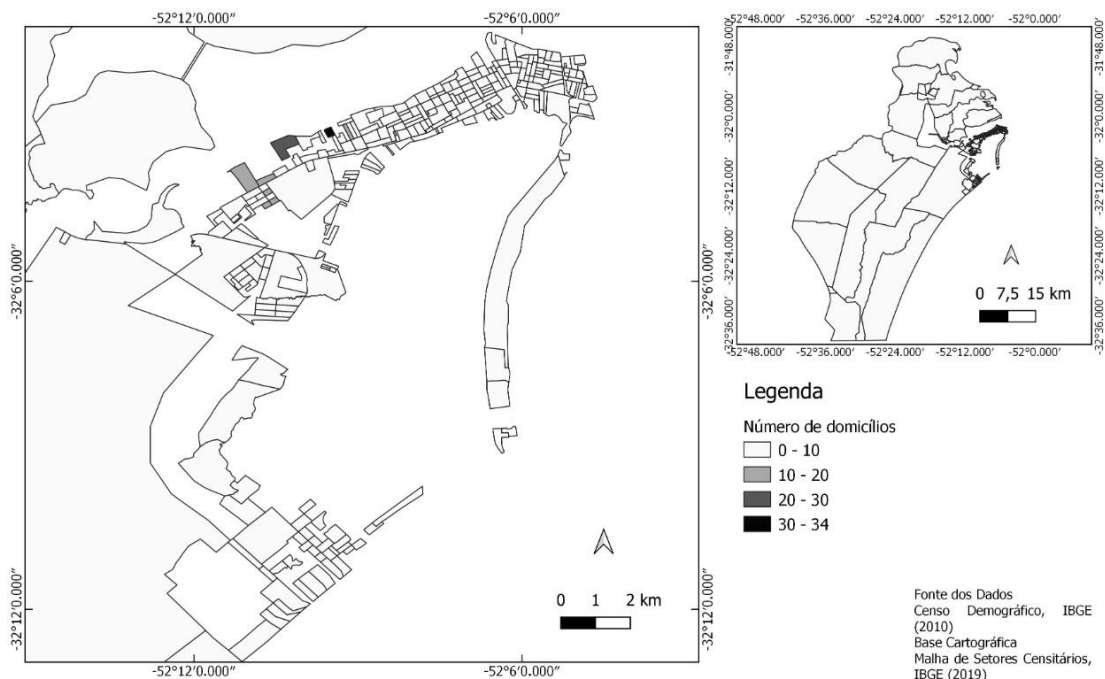 -52°12'0.000"
-52°6'0.000"
-32°6'0.000"
-32°6'0.000"
-32°12'0.000"
-32°12'0.000"
0 1 2 km
-52°12'0.000"
-52°6'0.000"
-52°48.000' -52°36.000' -52°24.000' -52°12.000' -52°0.000'
-31°48.000'
-32°0.000'
-32°12.000'
-32°24.000'
-32°36.000'
-31°48.000'
-32°0.000'
-32°12.000'
-32°24.000'
-32°36.000'
0 7,5 15 km
-52°48.000' -52°36.000' -52°24.000' -52°12.000' -52°0.000'
Legenda
Número de domicílios
0 - 10
10 - 20
20 - 30
30 - 34
Fonte dos Dados
Censo Demográfico, IBGE
(2010)
Base Cartográfica
Malha de Setores Censitários,
IBGE (2019)